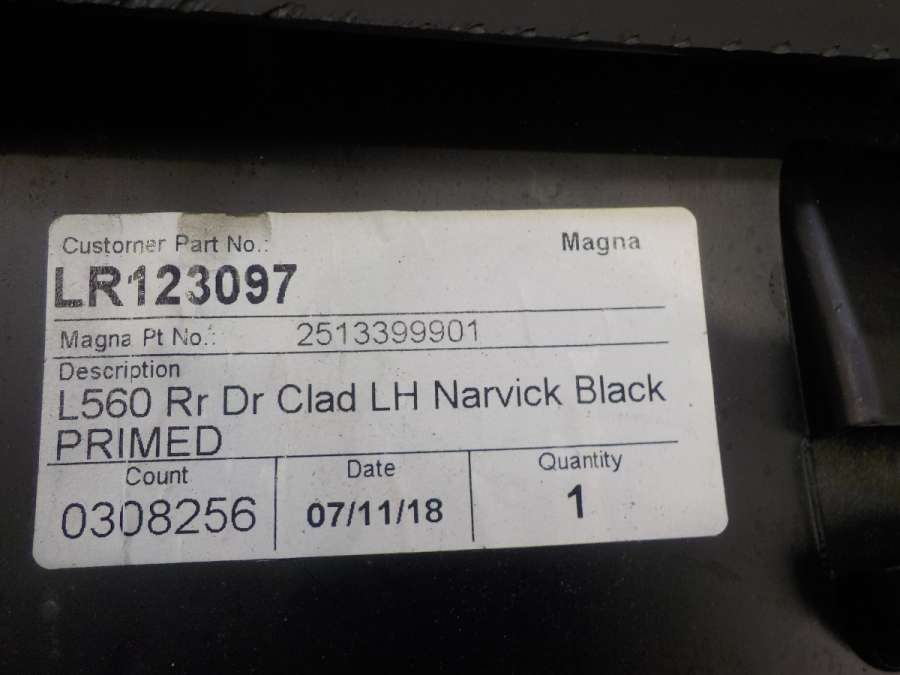 Customer Part No.: Magna
LR123097
Magna Pt No.: 2513399901
Description
L560 Rr Dr Clad LH Narvick Black
PRIMED
Count Date Quantity
0308256 07/11/18 1